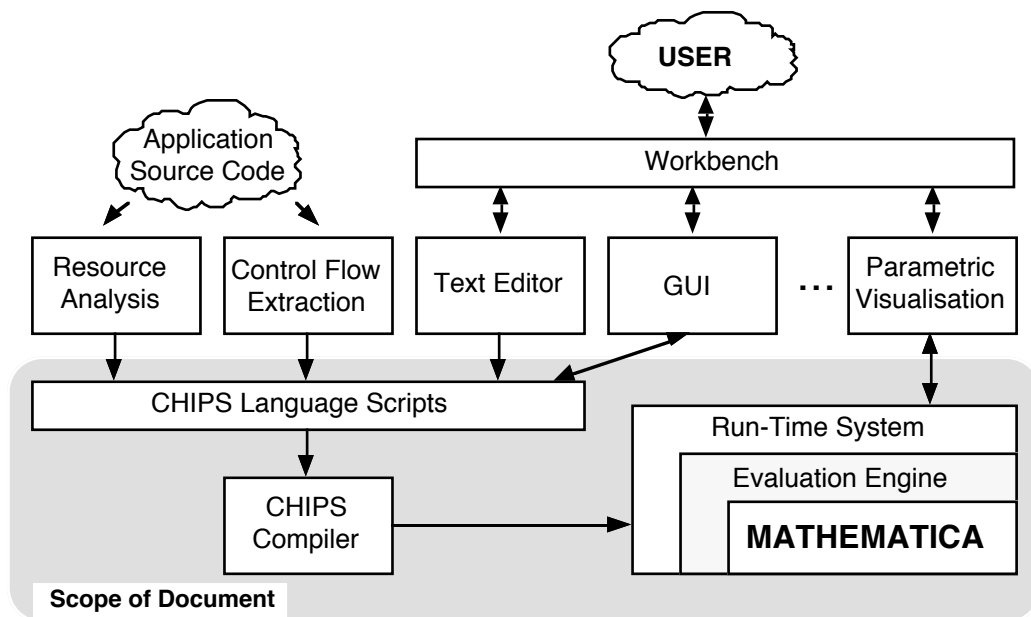 USER
Application
Source Code
Workbench
Resource
Analysis
Control Flow
Extraction
Text Editor
GUI
...
Parametric
Visualisation
CHIPS Language Scripts
Run-Time System
Evaluation Engine
MATHEMATICA
CHIPS
Compiler
Scope of Document